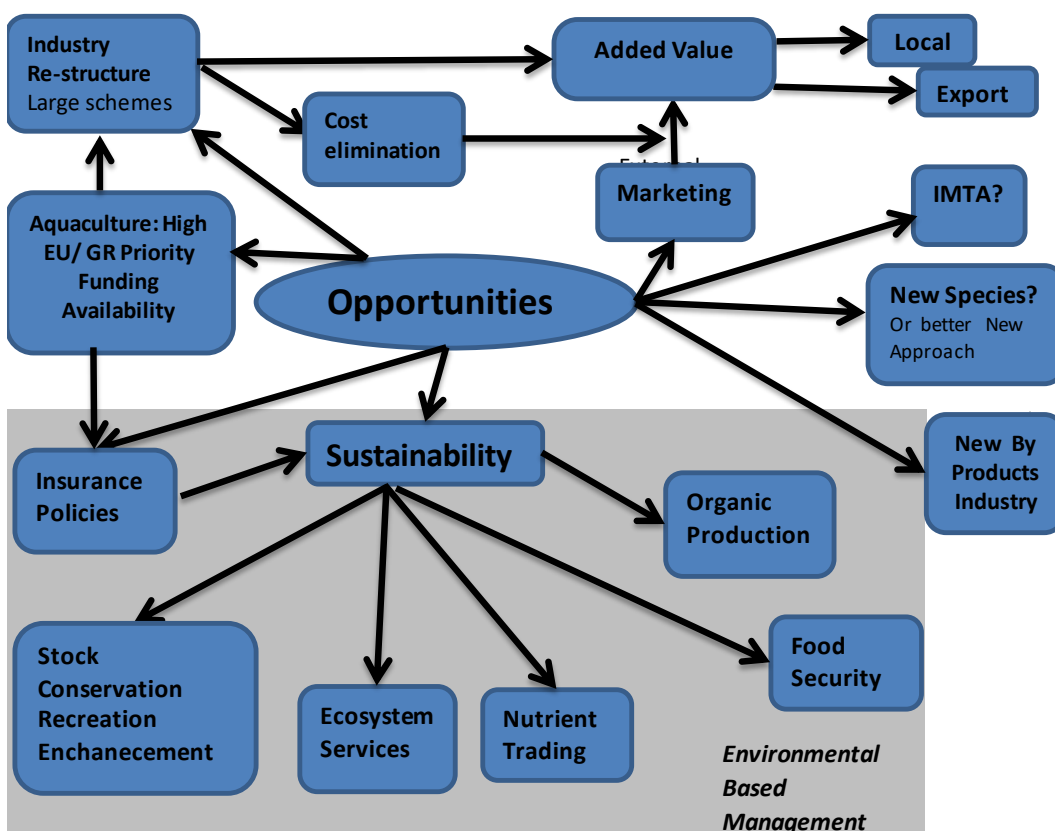 Industry
Re-structure
Large schemes
Added Value
Local
Export
Cost
elimination
External
Marketing
IMTA?
Aquaculture: High
EU/ GR Priority
Funding
Availability
Opportunities
New Species?
Or better New
Approach
Insurance
Policies
Sustainability
Organic
Production
New By
Products
Industry
Stock
Conservation
Recreation
Enchanecement
Ecosystem
Services
Nutrient
Trading
Food
Security
Environmental
Based
Management